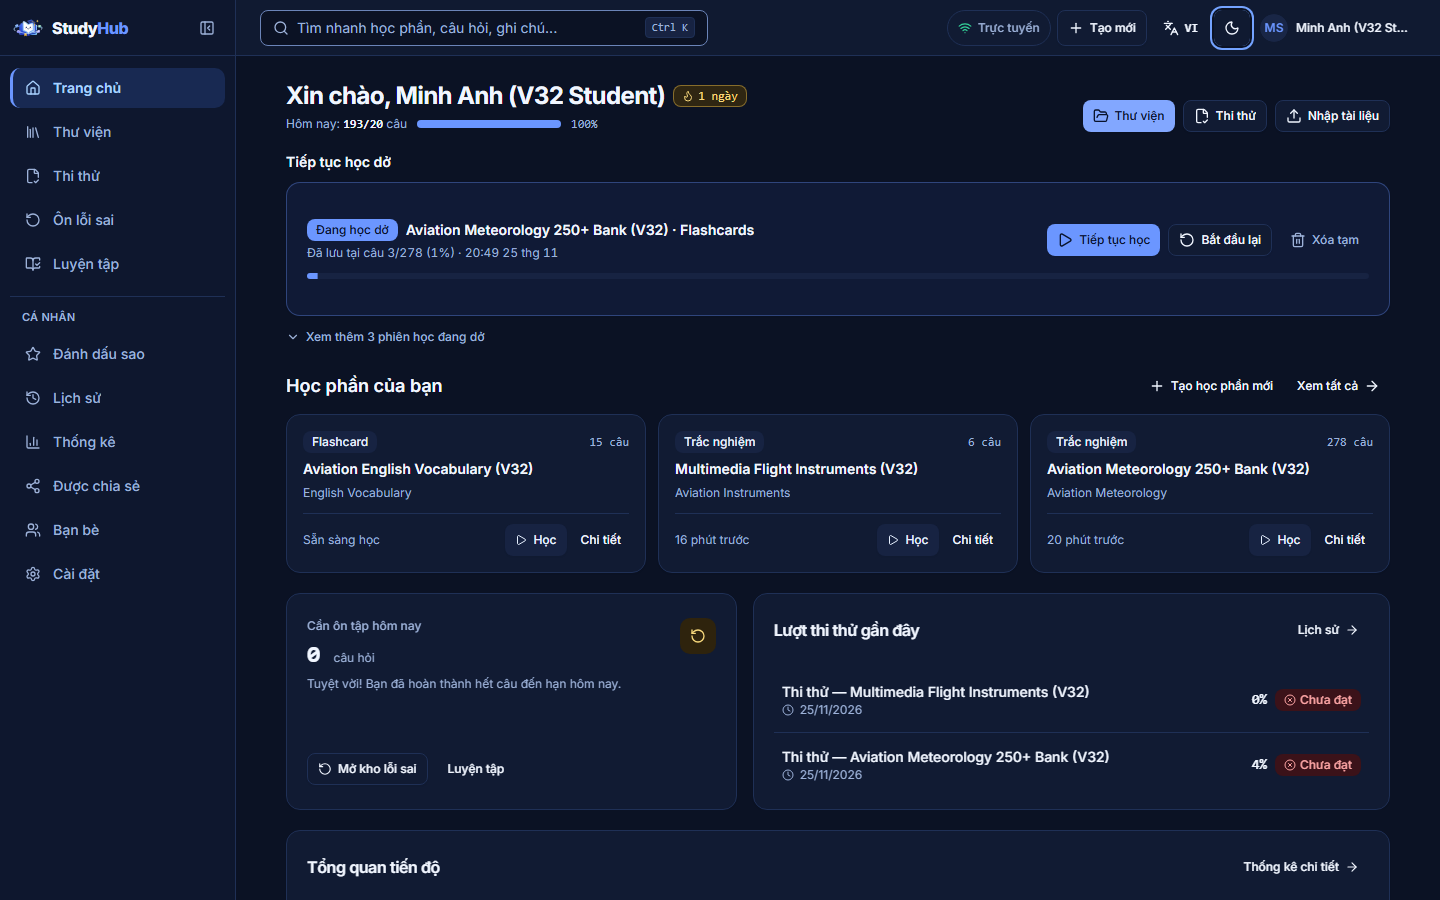 StudyHub
Tìm nhanh học phần, câu hỏi, ghi chú...
Ctrl K
Trực tuyến
Tạo mới
VI
MS
Minh Anh (V32 St...
Trang chủ
Thư viện
Thi thử
Ôn lỗi sai
Luyện tập
CÁ NHÂN
Đánh dấu sao
Lịch sử
Thống kê
Được chia sẻ
Bạn bè
Cài đặt
Xin chào, Minh Anh (V32 Student)
1 ngày
Hôm nay: 193/20 câu
100%
Thư viện
Thi thử
Nhập tài liệu
Tiếp tục học dở
Đang học dở
Aviation Meteorology 250+ Bank (V32) · Flashcards
Đã lưu tại câu 3/278 (1%) · 20:49 25 thg 11
Tiếp tục học
Bắt đầu lại
Xóa tạm
Xem thêm 3 phiên học đang dở
Học phần của bạn
Tạo học phần mới
Xem tất cả
Flashcard
15 câu
Aviation English Vocabulary (V32)
English Vocabulary
Sẵn sàng học
Học
Chi tiết
Trắc nghiệm
6 câu
Multimedia Flight Instruments (V32)
Aviation Instruments
16 phút trước
Học
Chi tiết
Trắc nghiệm
278 câu
Aviation Meteorology 250+ Bank (V32)
Aviation Meteorology
20 phút trước
Học
Chi tiết
Cần ôn tập hôm nay
0 câu hỏi
Tuyệt vời! Bạn đã hoàn thành hết câu đến hạn hôm nay.
Mở kho lỗi sai
Luyện tập
Lượt thi thử gần đây
Lịch sử
Thi thử — Multimedia Flight Instruments (V32)
25/11/2026
0%
Chưa đạt
Thi thử — Aviation Meteorology 250+ Bank (V32)
25/11/2026
4%
Chưa đạt
Tổng quan tiến độ
Thống kê chi tiết